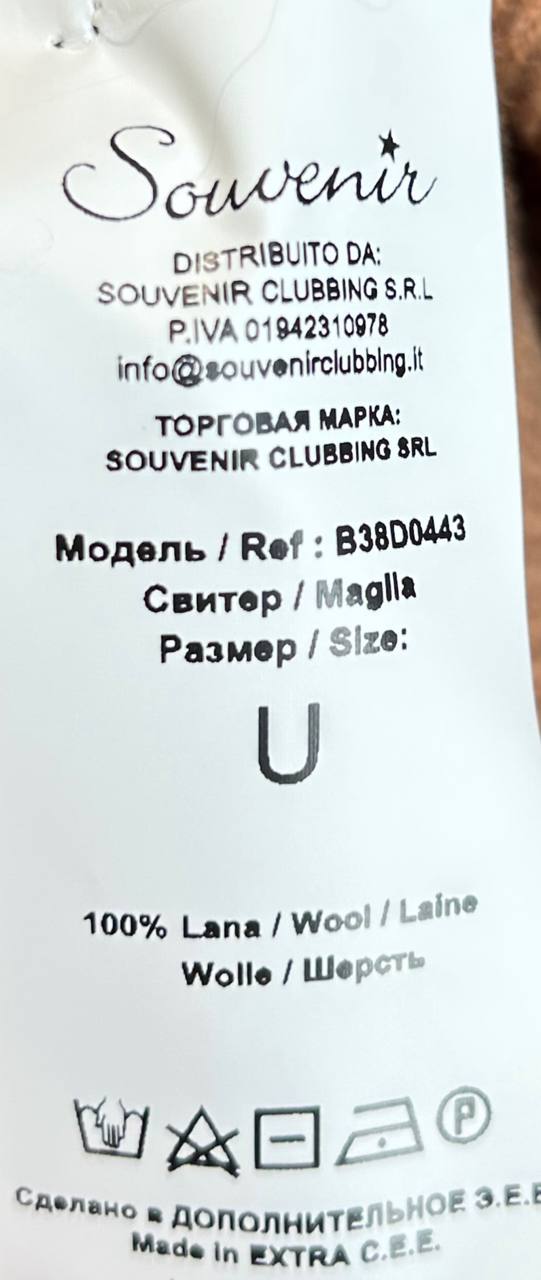 Souvenir
DISTRIBUITO DA:
SOUVENIR CLUBBING S.R.L
P.IVA 01942310978
info@souvenirclubbing.it
ТОРГОВАЯ МАРКА:
SOUVENIR CLUBBING SRL
Модель / Ref : B38D0443
Свитер / Maglia
Размер / Size:
U
100% Lana / Wool / Laine
Wolle / Шерсть
P
Сделано в ДОПОЛНИТЕЛЬНОЕ Э.Е.Е
Made in EXTRA C.E.E.